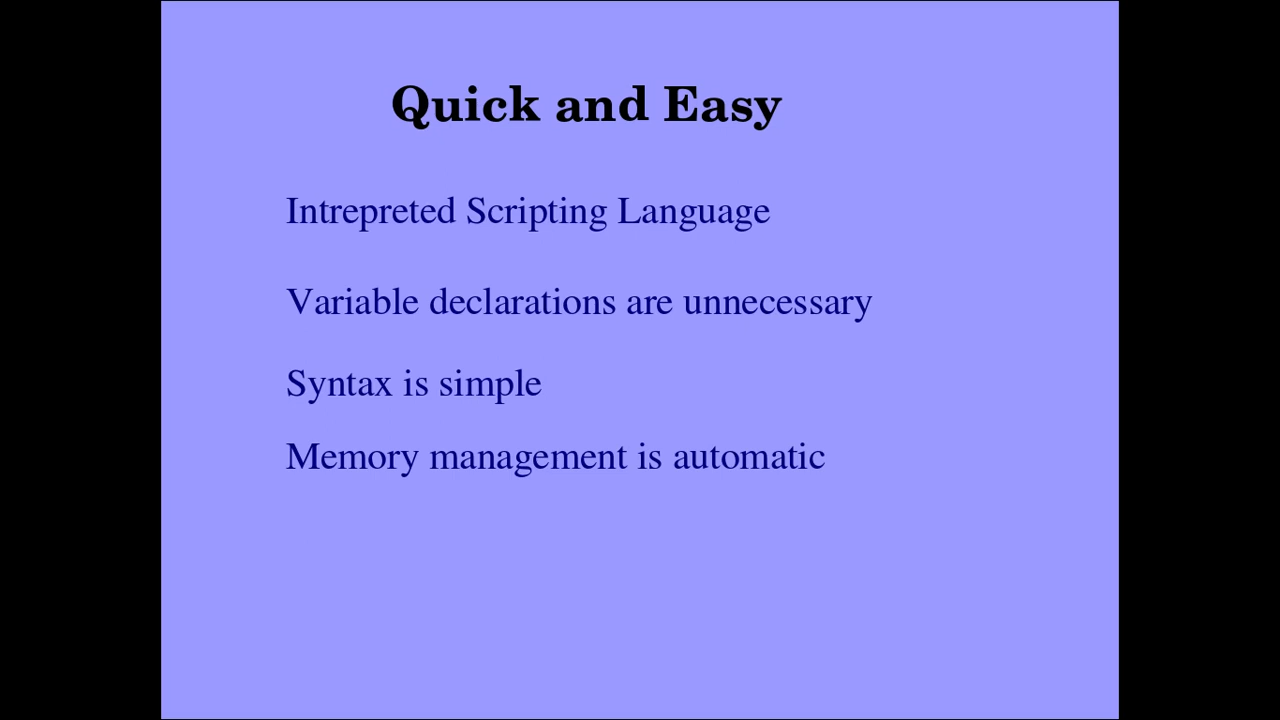 Quick and Easy
Intrepreted Scripting Language
Variable declarations are unnecessary
Syntax is simple
Memory management is automatic